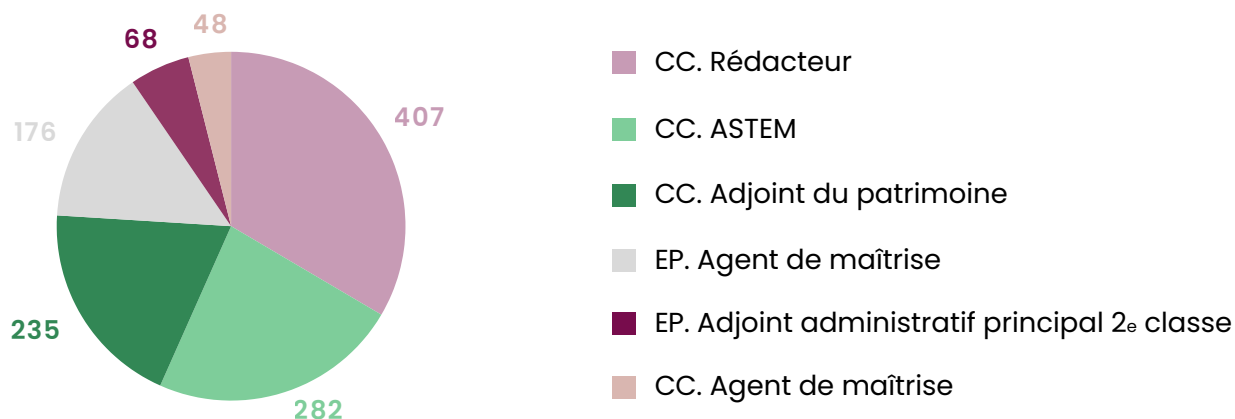 48
68
407
176
235
282
CC. Rédacteur
CC. ASTEM
CC. Adjoint du patrimoine
EP. Agent de maîtrise
EP. Adjoint administratif principal 2e classe
CC. Agent de maîtrise